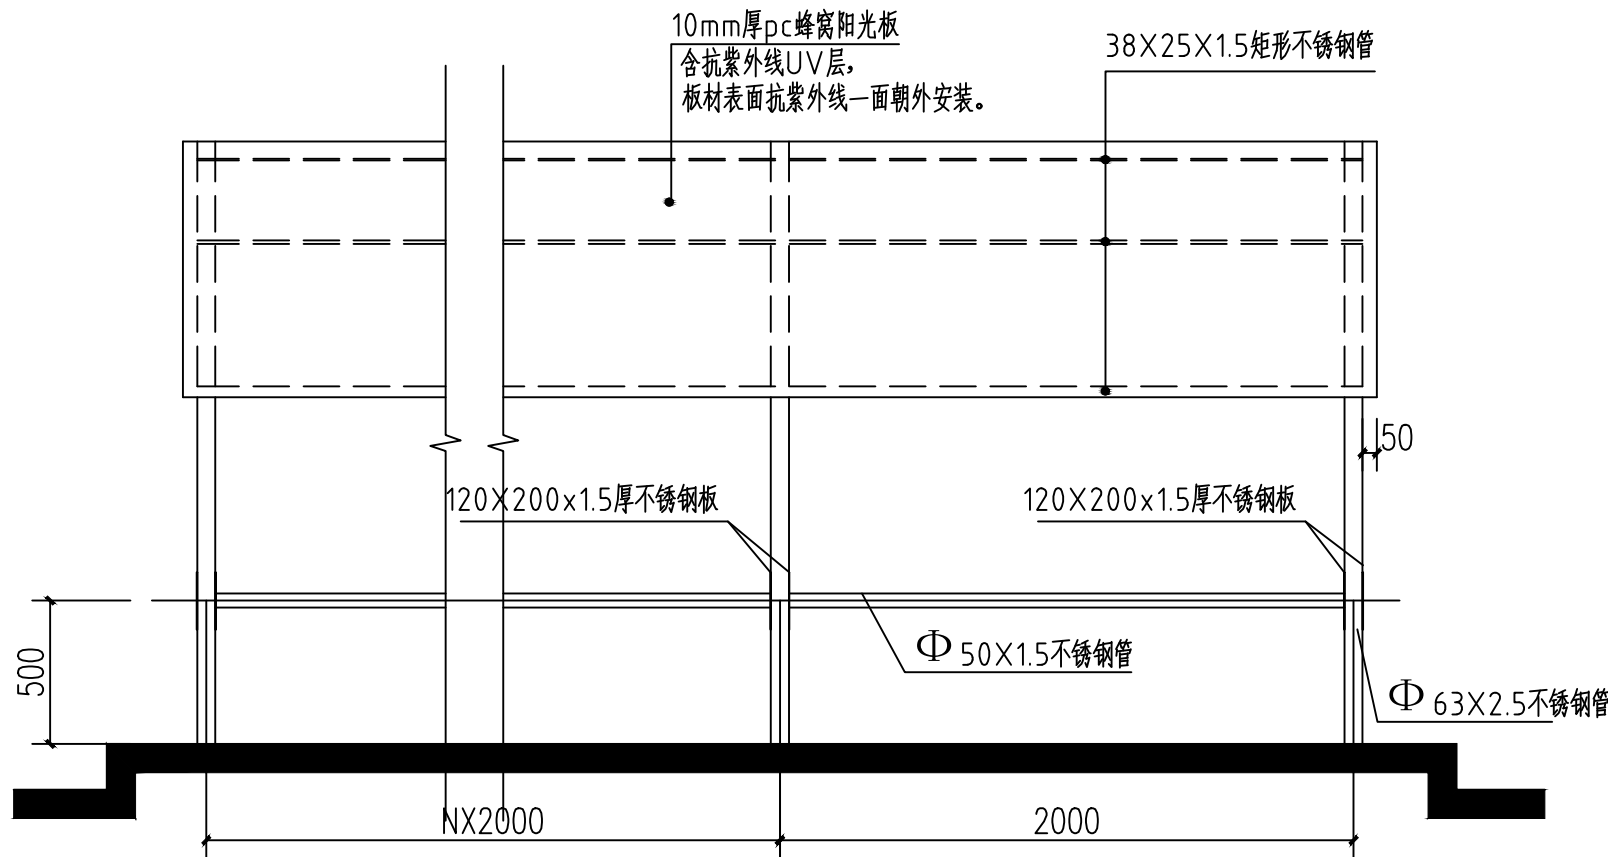 10mm厚pc蜂窝阳光板
含抗紫外线UV层，
板材表面抗紫外线一面朝外安装。
38X25X1.5矩形不锈钢管
50
120X200x1.5厚不锈钢板
120X200x1.5厚不锈钢板
500
Φ 50X1.5不锈钢管
Φ 63X2.5不锈钢管
NX2000
2000